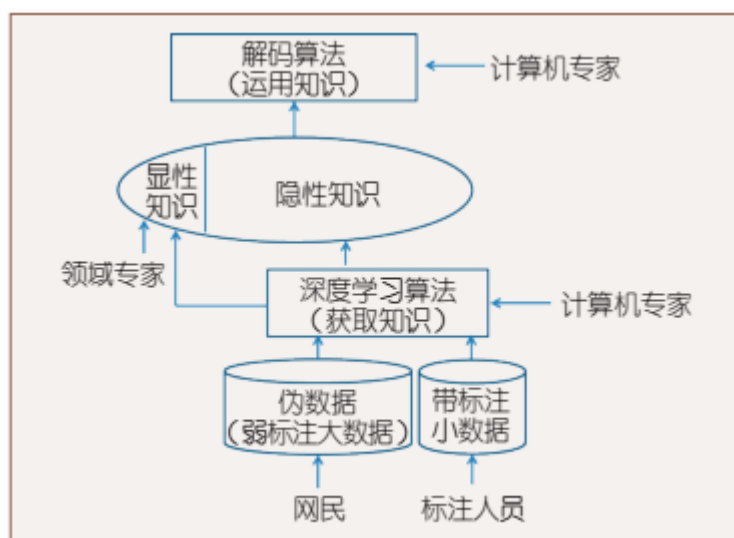 解码算法
（运用知识）
计算机专家
显性
知识
隐性知识
领域专家
深度学习算法
（获取知识）
计算机专家
伪数据
（弱标注大数据）
带标注
小数据
网民
标注人员